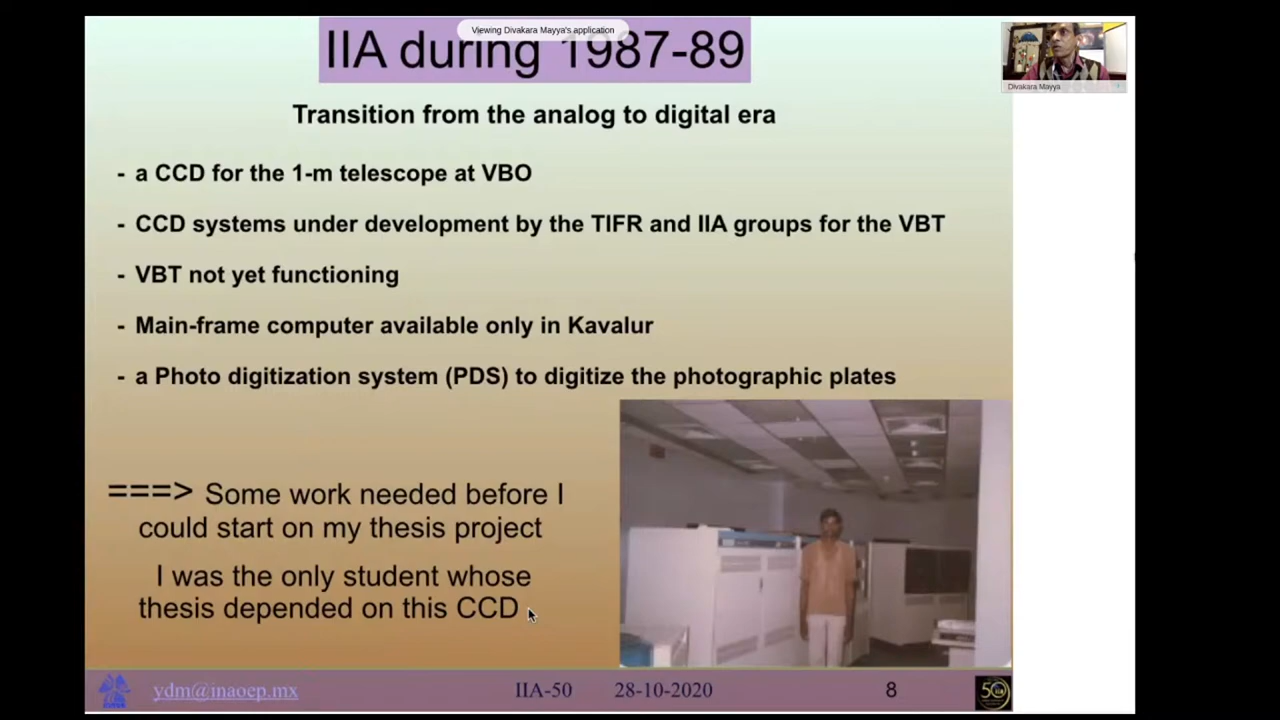 Viewing Divakara Mayya's application
IIA during 1987-89
Divakara Mayya
Transition from the analog to digital era
- a CCD for the 1-m telescope at VBO
- CCD systems under development by the TIFR and IIA groups for the VBT
- VBT not yet functioning
- Main-frame computer available only in Kavalur
- a Photo digitization system (PDS) to digitize the photographic plates
===> Some work needed before I
could start on my thesis project
I was the only student whose
thesis depended on this CCD
ydm@inaoep.mx
IIA-50 28-10-2020
8
50